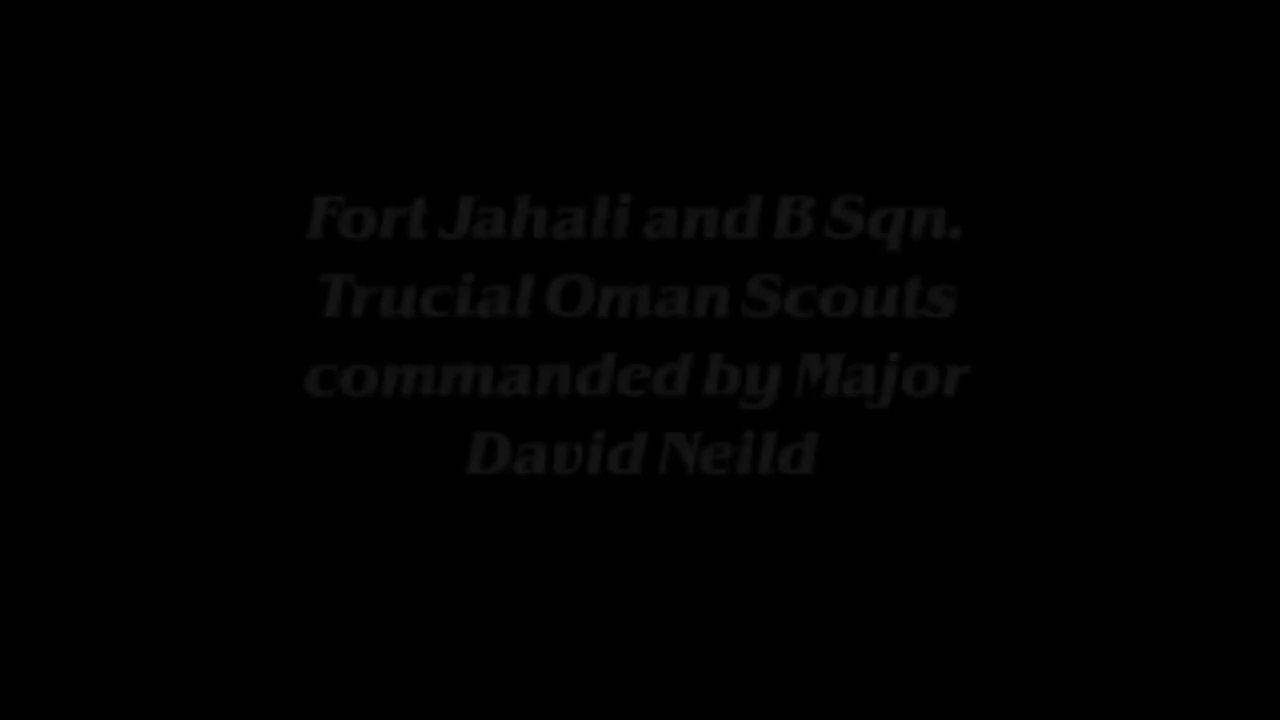 Fort Jahali and B Sqn.
Trucial Oman Scouts
commanded by Major
David Neild